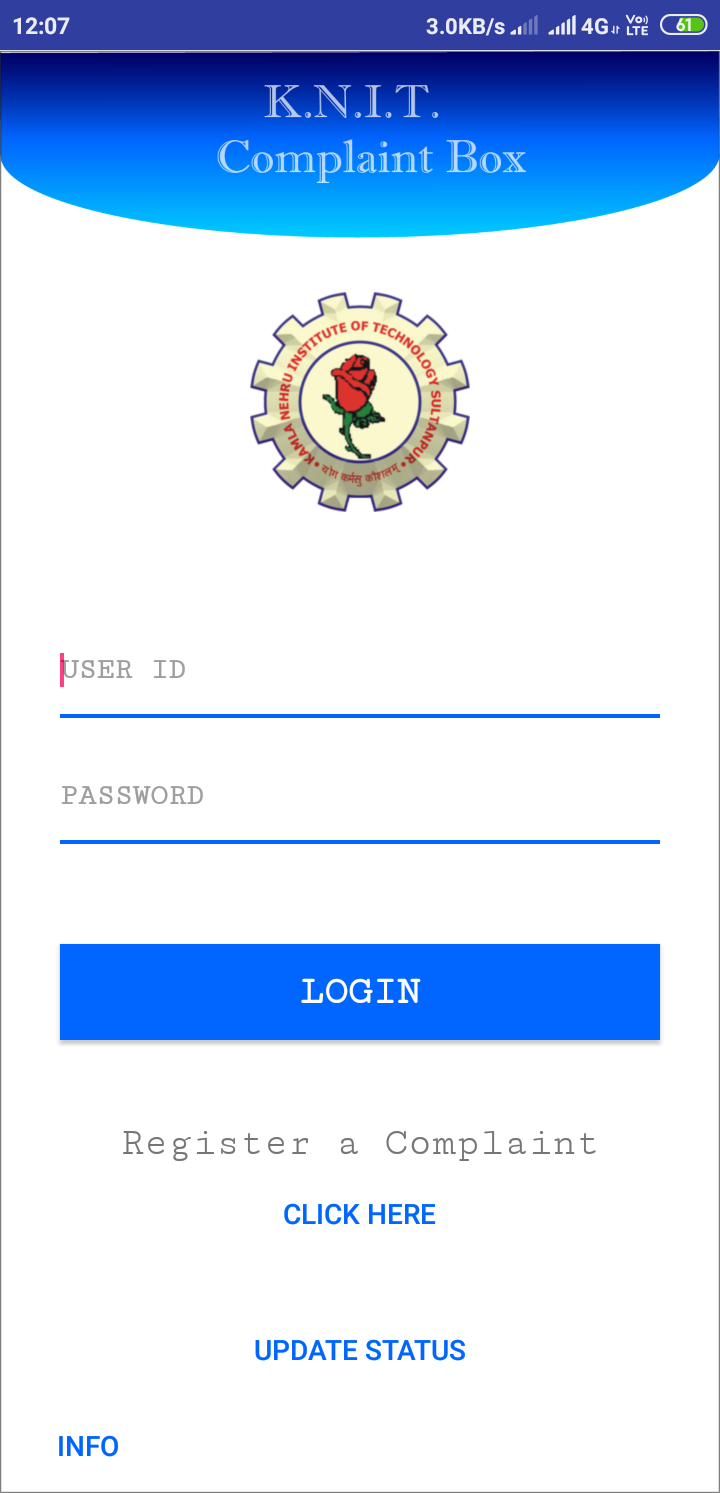 12:07
3.0KB/s 4G Vo) LTE 61
K.N.I.T.
Complaint Box
KAMLA NEHRU INSTITUTE OF TECHNOLOGY SULTANPUR
योगः कर्मसु कौशलम्
USER ID
PASSWORD
LOGIN
Register a Complaint
CLICK HERE
UPDATE STATUS
INFO